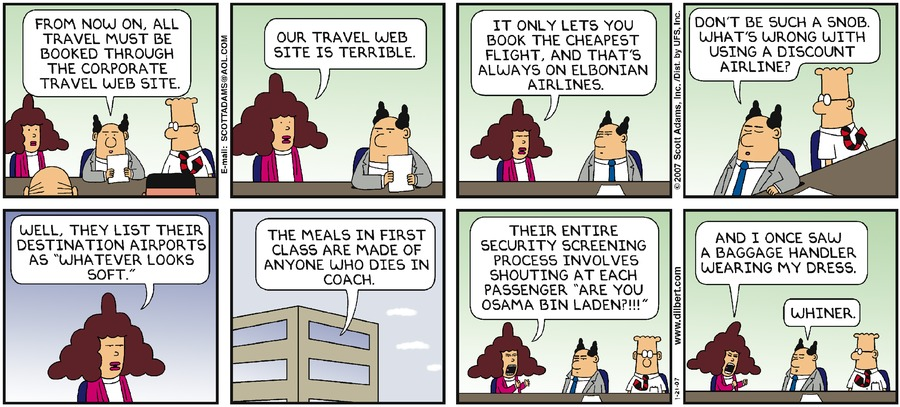 FROM NOW ON, ALL
TRAVEL MUST BE
BOOKED THROUGH
THE CORPORATE
TRAVEL WEB SITE.
E-mail: SCOTTADAMS@AOL.COM
OUR TRAVEL WEB
SITE IS TERRIBLE.
IT ONLY LETS YOU
BOOK THE CHEAPEST
FLIGHT, AND THAT'S
ALWAYS ON ELBONIAN
AIRLINES.
© 2007 Scott Adams, Inc./Dist. by UFS, Inc.
DON'T BE SUCH A SNOB.
WHAT'S WRONG WITH
USING A DISCOUNT
AIRLINE?
WELL, THEY LIST THEIR
DESTINATION AIRPORTS
AS "WHATEVER LOOKS
SOFT."
THE MEALS IN FIRST
CLASS ARE MADE OF
ANYONE WHO DIES IN
COACH.
THEIR ENTIRE
SECURITY SCREENING
PROCESS INVOLVES
SHOUTING AT EACH
PASSENGER "ARE YOU
OSAMA BIN LADEN?!!!"
www.dilbert.com
1-21-07
AND I ONCE SAW
A BAGGAGE HANDLER
WEARING MY DRESS.
WHINER.